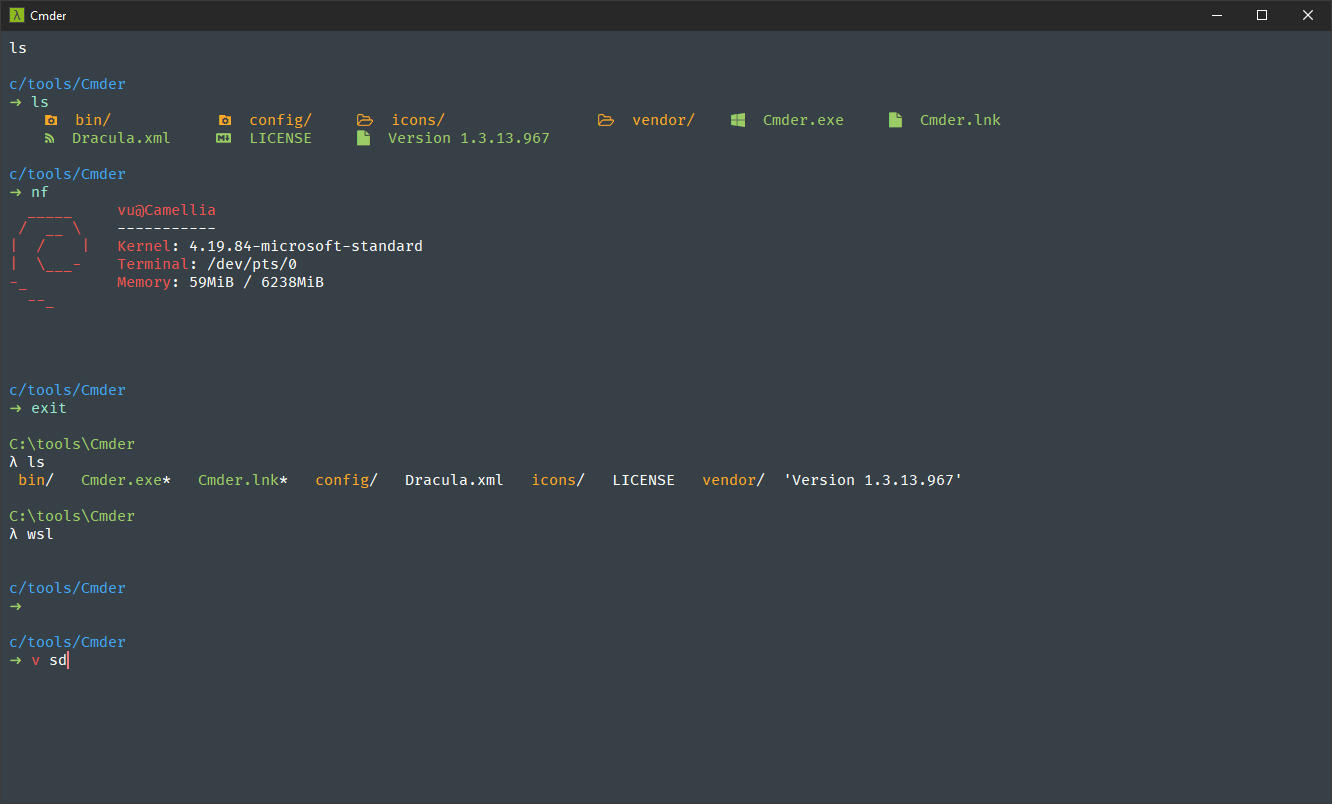 Cmder
ls
c/tools/Cmder
➜ ls
bin/ config/ icons/ vendor/ Cmder.exe Cmder.lnk
Dracula.xml LICENSE Version 1.3.13.967
c/tools/Cmder
➜ nf
_____ vu@Camellia
/ __ \ -----------
| / | Kernel: 4.19.84-microsoft-standard
| \___- Terminal: /dev/pts/0
-_ Memory: 59MiB / 6238MiB
--_
c/tools/Cmder
➜ exit
C:\tools\Cmder
λ ls
bin/ Cmder.exe* Cmder.lnk* config/ Dracula.xml icons/ LICENSE vendor/ 'Version 1.3.13.967'
C:\tools\Cmder
λ wsl
c/tools/Cmder
➜
c/tools/Cmder
➜ v sd